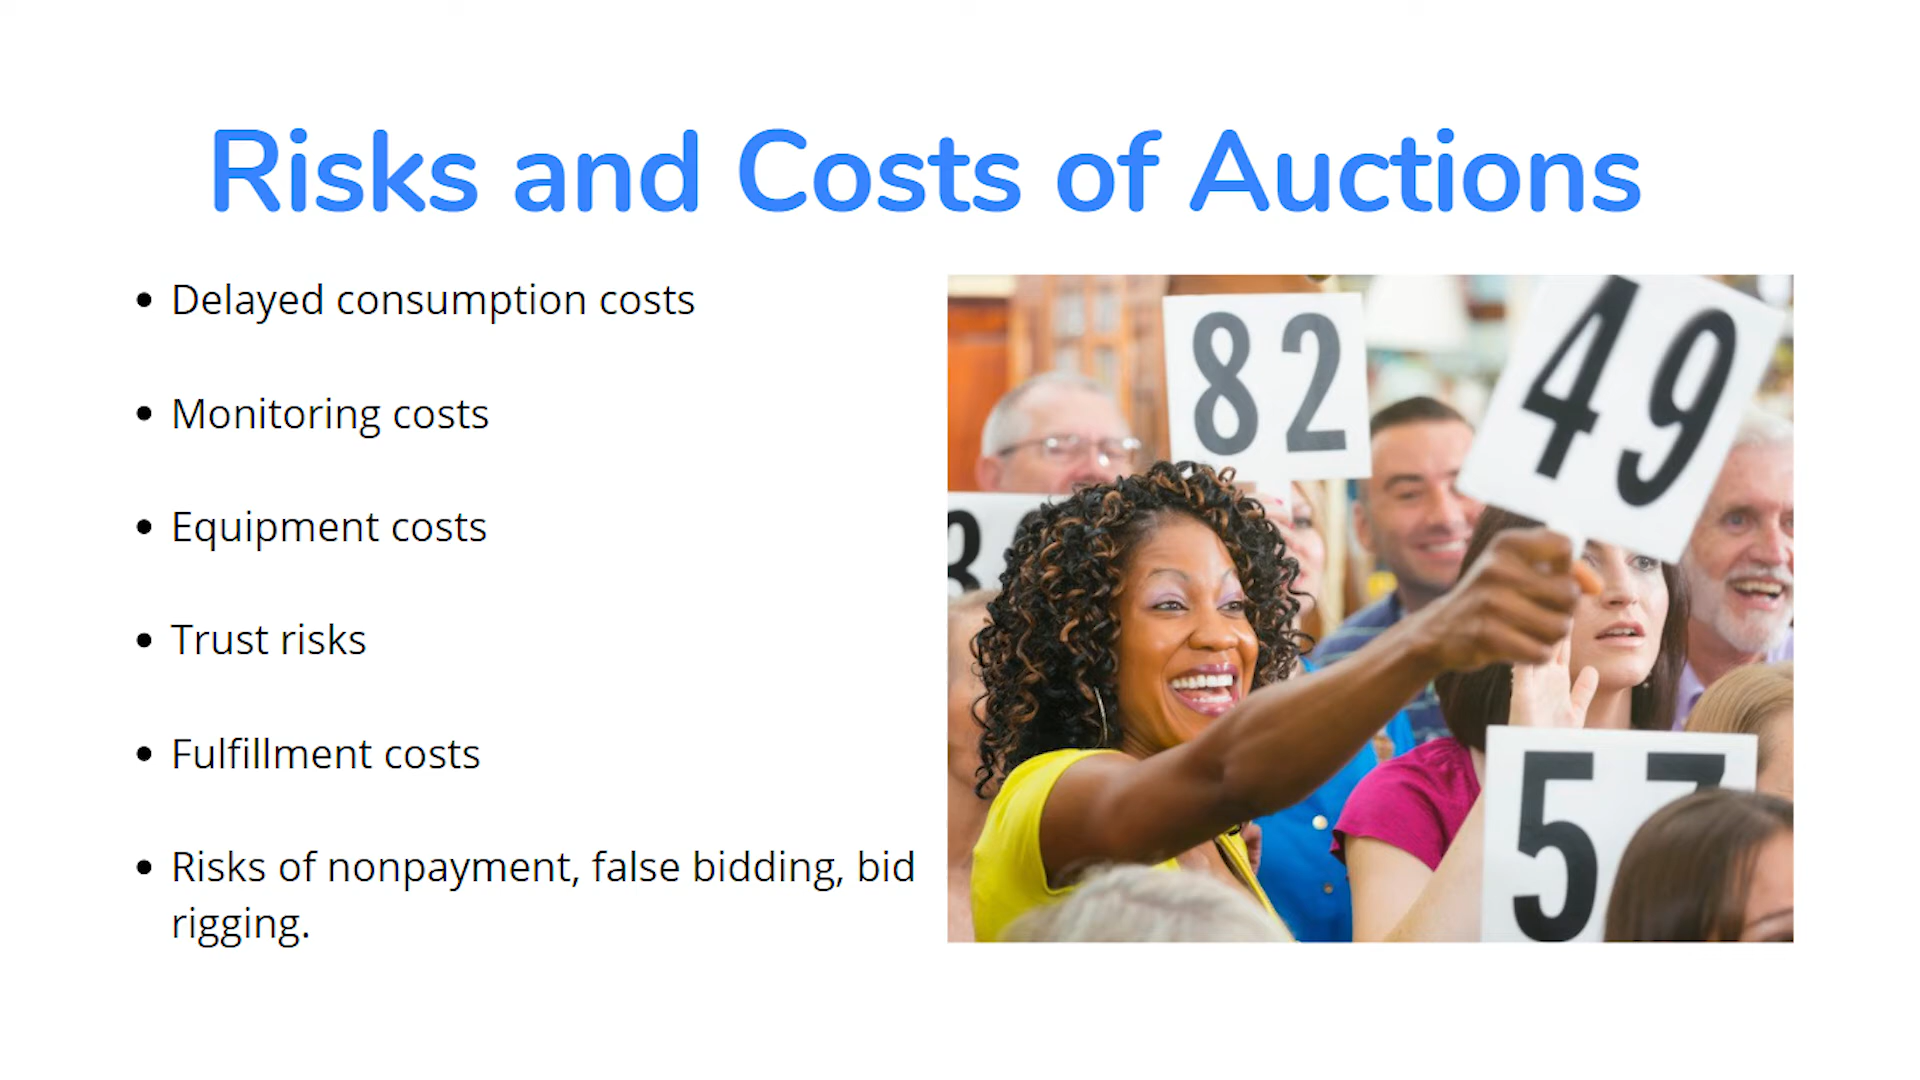 Risks and Costs of Auctions
• Delayed consumption costs
• Monitoring costs
• Equipment costs
• Trust risks
• Fulfillment costs
• Risks of nonpayment, false bidding, bid
rigging.
82
49
57